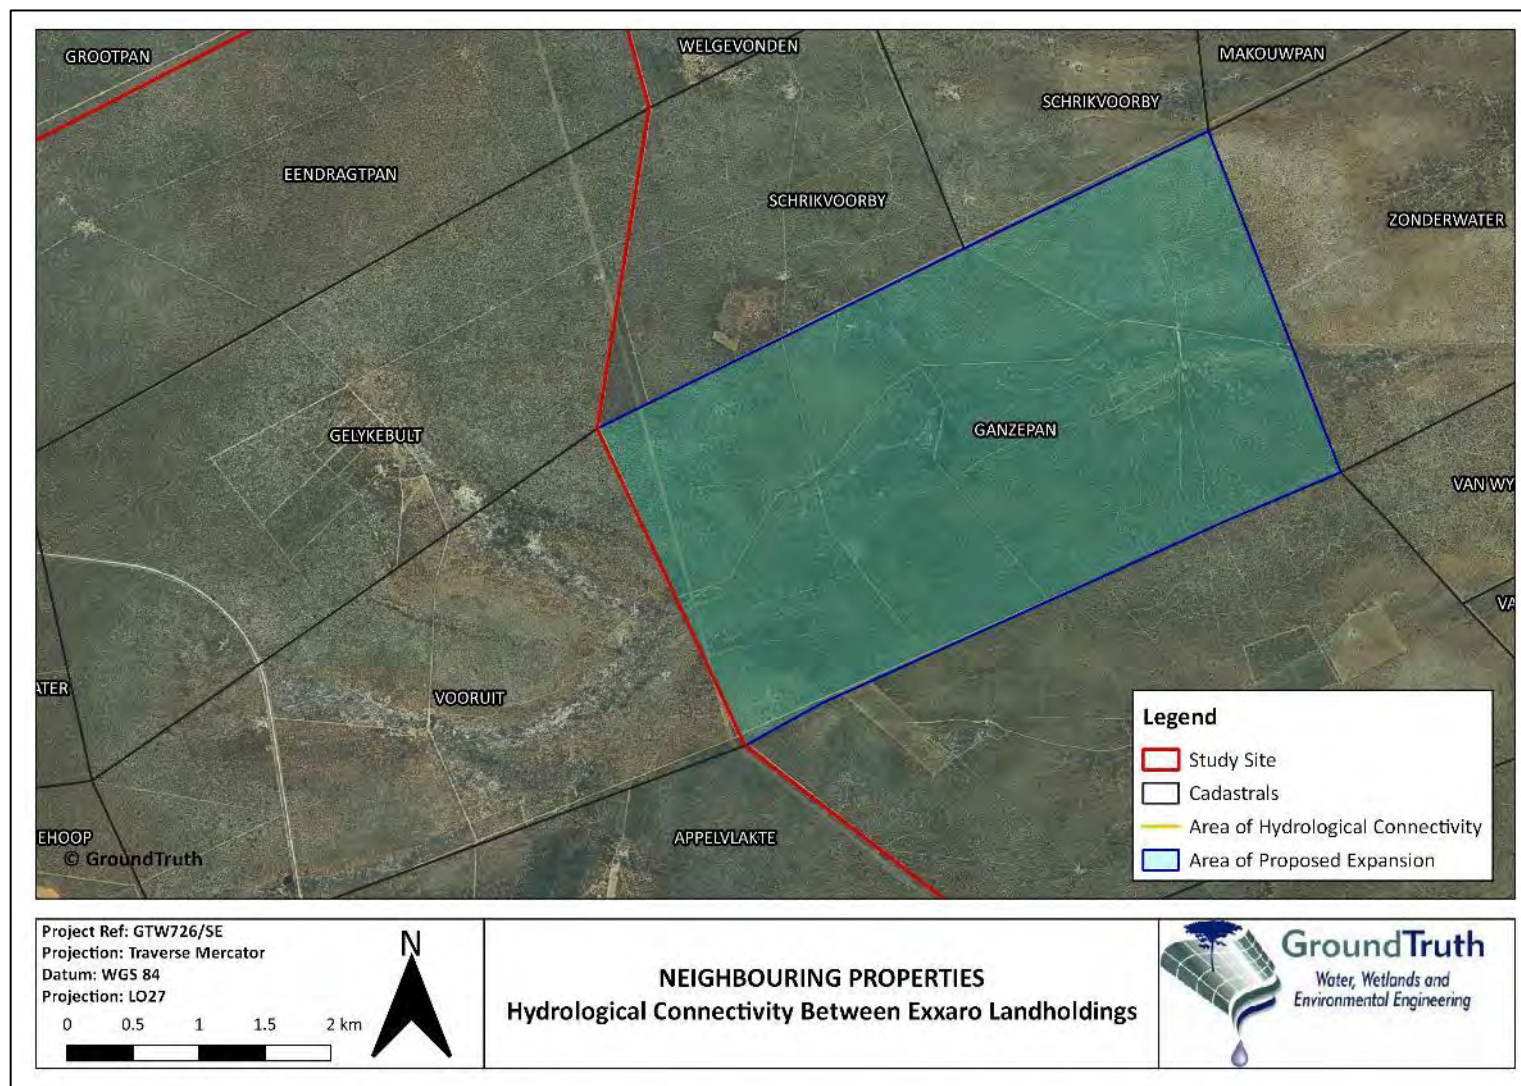 GROOTPAN
WELGEVONDEN
MAKOUWPAN
SCHRIKVOORBY
EENDRAGTPAN
SCHRIKVOORBY
ZONDERWATER
GELYKEBULT
GANZEPAN
VAN WY
VA
ATER
VOORUIT
EHOOP
APPELVLAKTE
© GroundTruth
Legend
Study Site
Cadastrals
Area of Hydrological Connectivity
Area of Proposed Expansion
Project Ref: GTW726/SE
Projection: Traverse Mercator
Datum: WGS 84
Projection: LO27
0 0.5 1 1.5 2 km
N
NEIGHBOURING PROPERTIES
Hydrological Connectivity Between Exxaro Landholdings
GroundTruth
Water, Wetlands and
Environmental Engineering